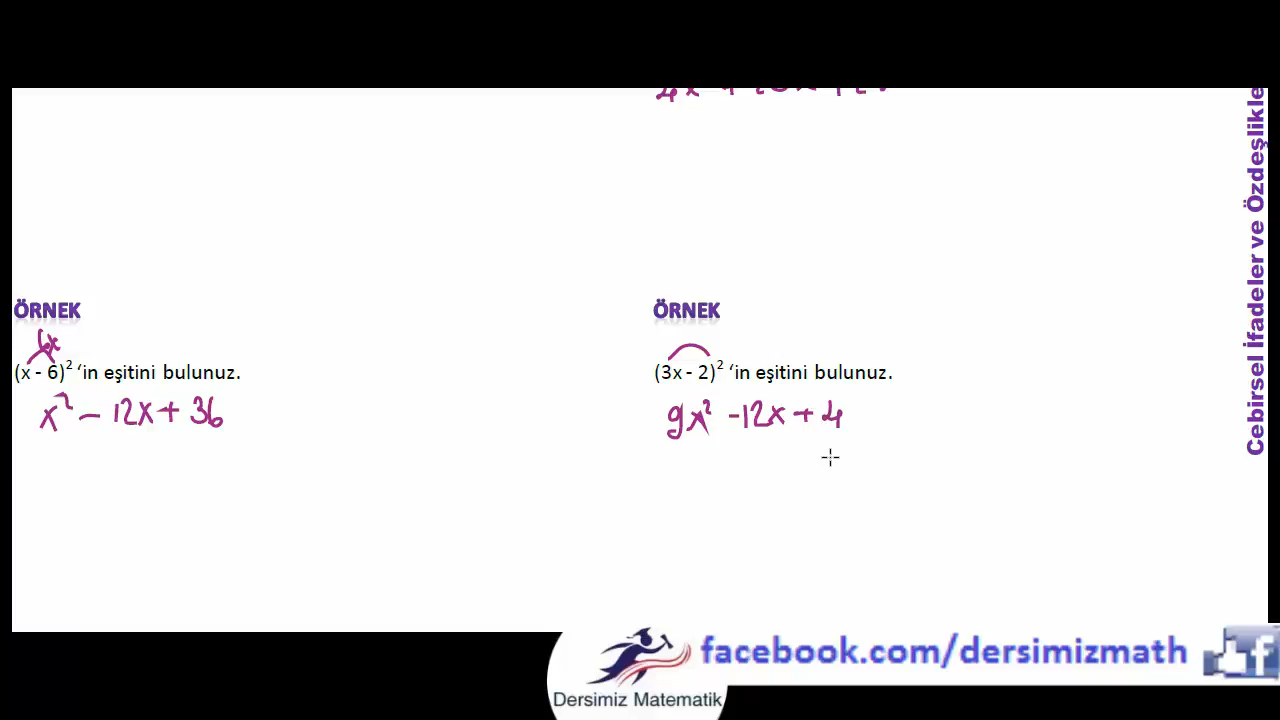 ÖRNEK
6x
(x - 6)² ‘in eşitini bulunuz.
x² - 12x + 36
ÖRNEK
(3x - 2)² ‘in eşitini bulunuz.
9x² -12x + 4
Cebirsel İfadeler ve Özdeşlikle
facebook.com/dersimizmath
f
Dersimiz Matematik